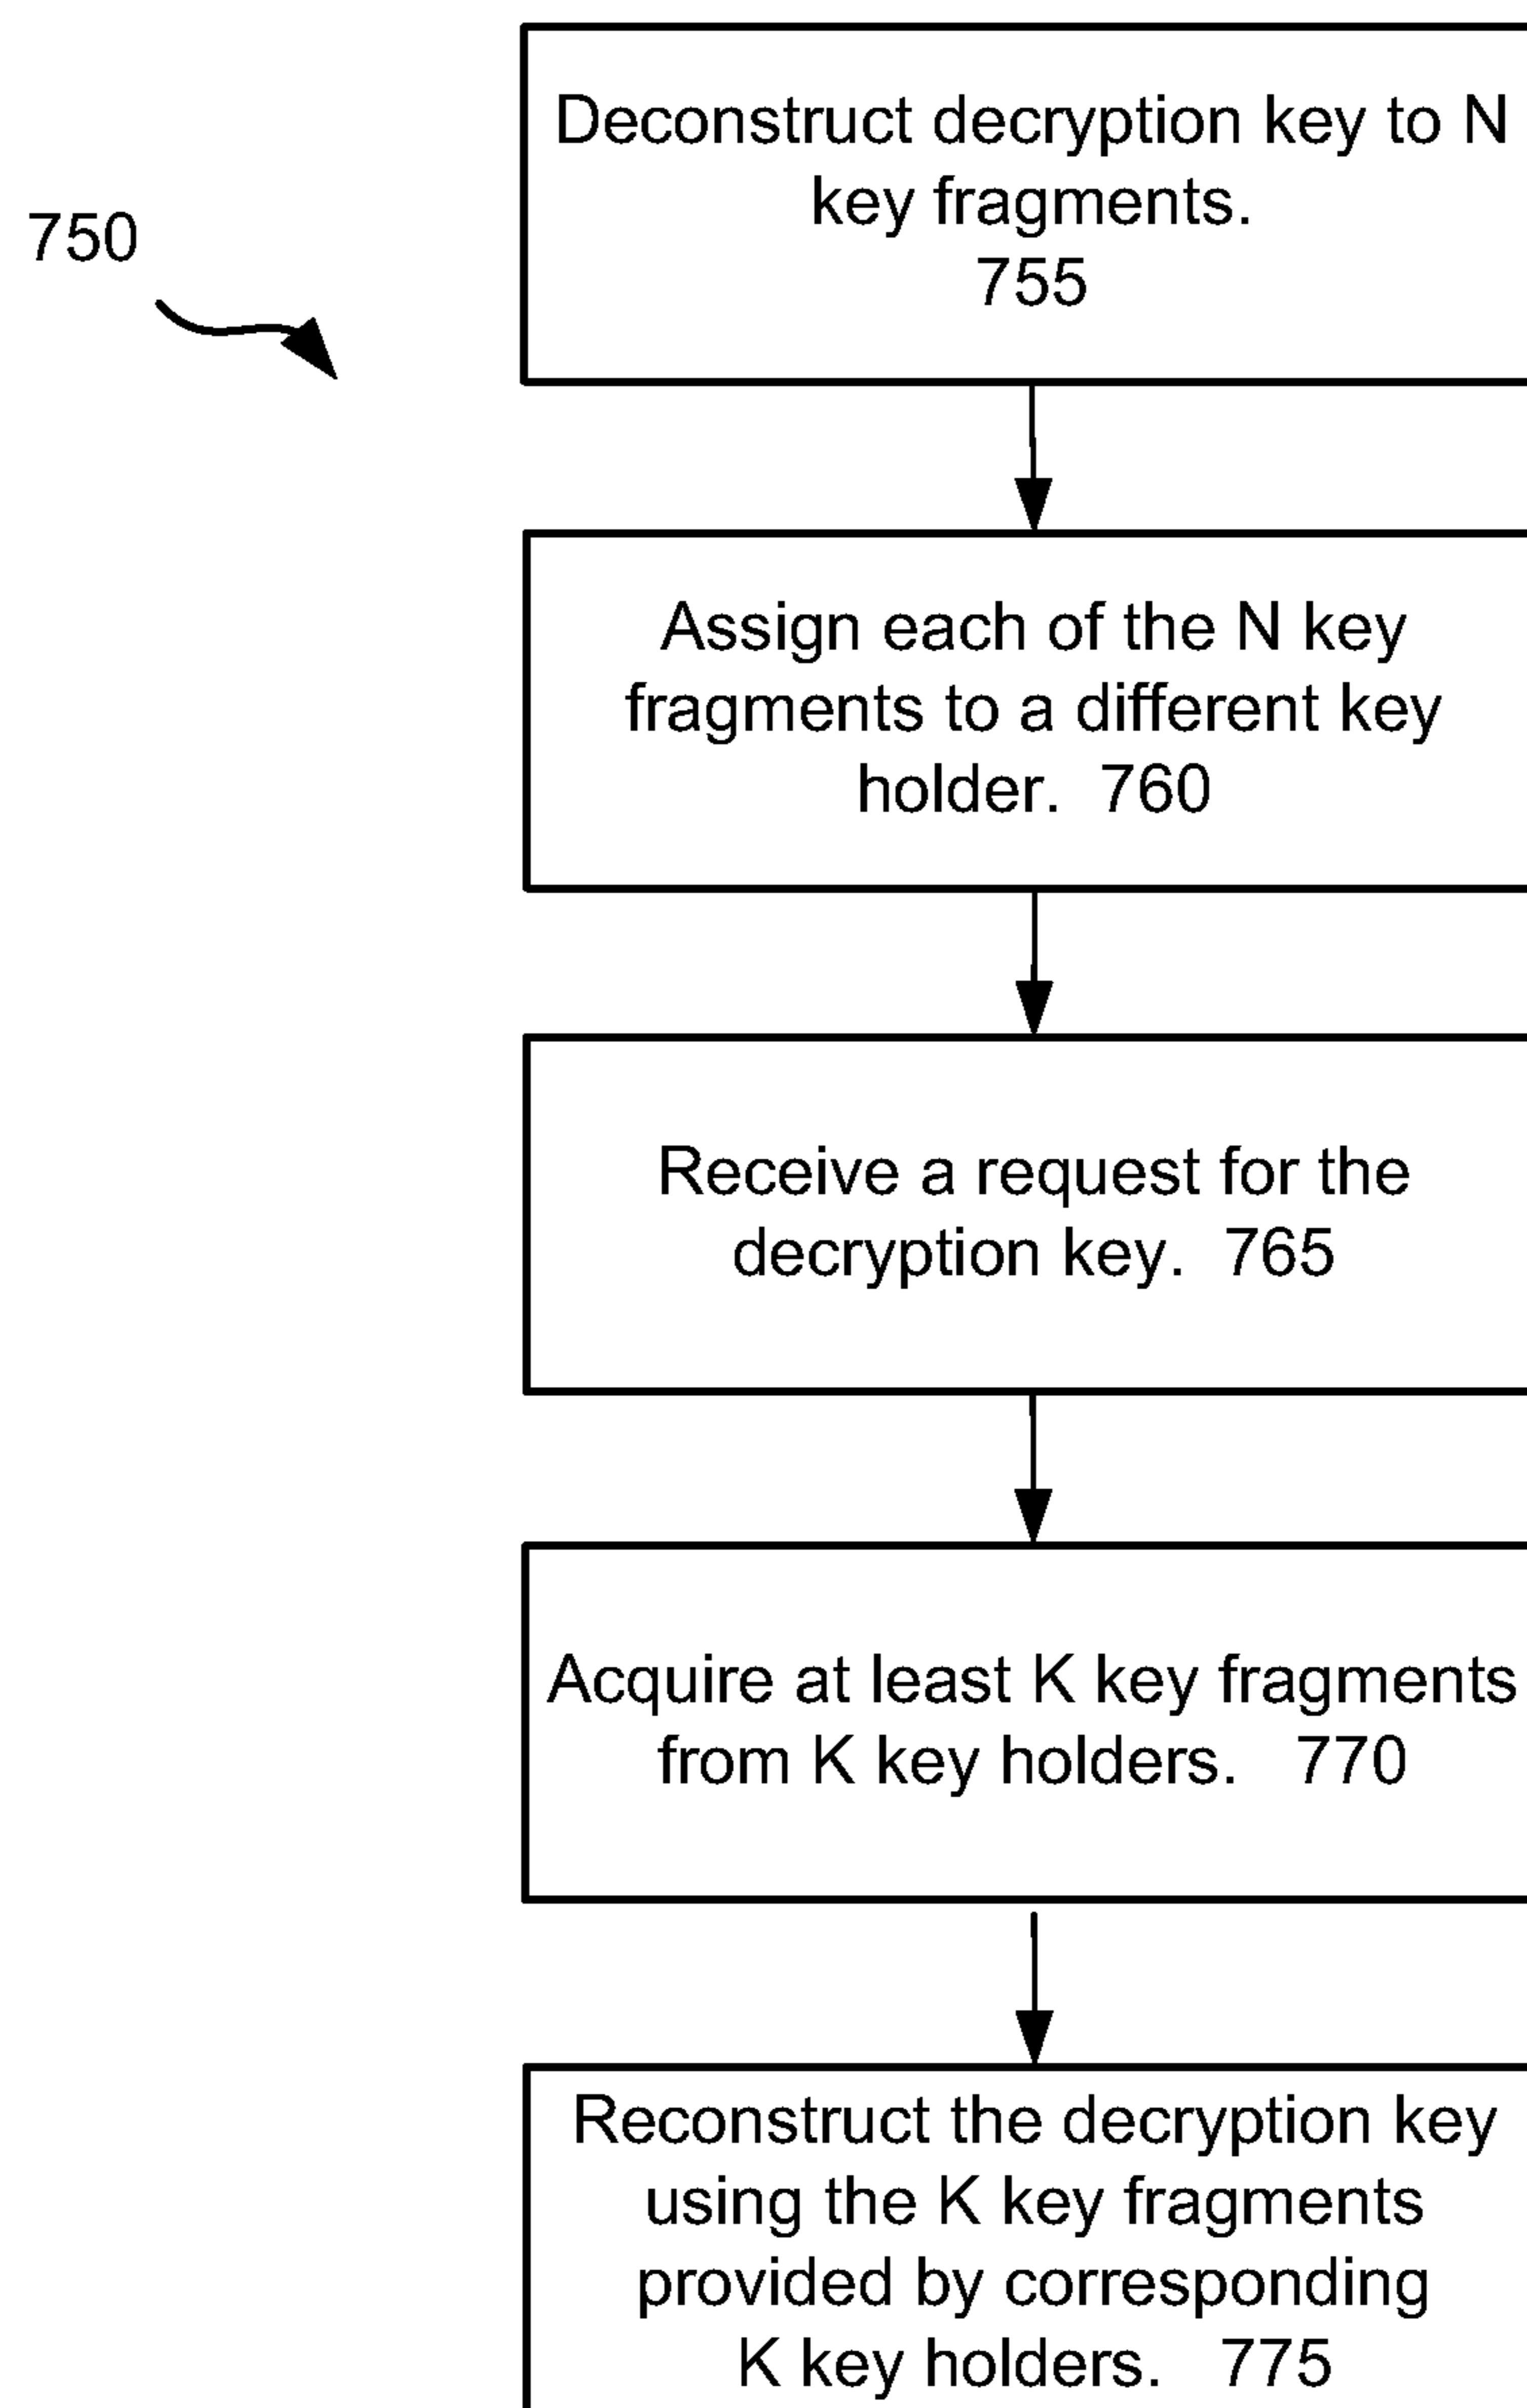 Deconstruct decryption key to N
key fragments.
755
750
Assign each of the N key
fragments to a different key
holder. 760
Receive a request for the
decryption key. 765
Acquire at least K key fragments
from K key holders. 770
Reconstruct the decryption key
using the K key fragments
provided by corresponding
K key holders. 775